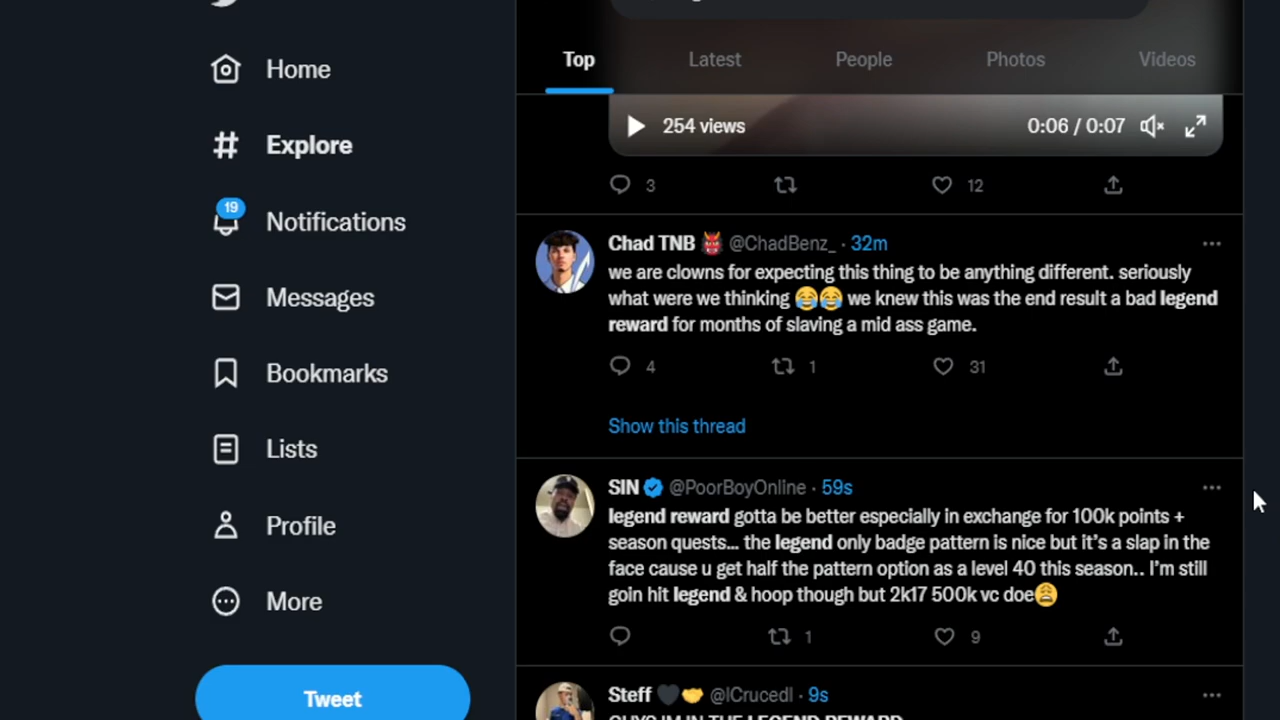 Top Latest People Photos Videos
Home
Explore
19
Notifications
Messages
Bookmarks
Lists
Profile
More
Tweet
254 views 0:06 / 0:07
3 12
Chad TNB 👹 @ChadBenz_ · 32m
we are clowns for expecting this thing to be anything different. seriously
what were we thinking 😂😂 we knew this was the end result a bad legend
reward for months of slaving a mid ass game.
4 1 31
Show this thread
SIN @PoorBoyOnline · 59s
legend reward gotta be better especially in exchange for 100k points +
season quests... the legend only badge pattern is nice but it's a slap in the
face cause u get half the pattern option as a level 40 this season.. I'm still
goin hit legend & hoop though but 2k17 500k vc doe😩
1 9
Steff 🖤🤝 @ICrucedI · 9s
GUYS IM IN THE LEGEND REWARD